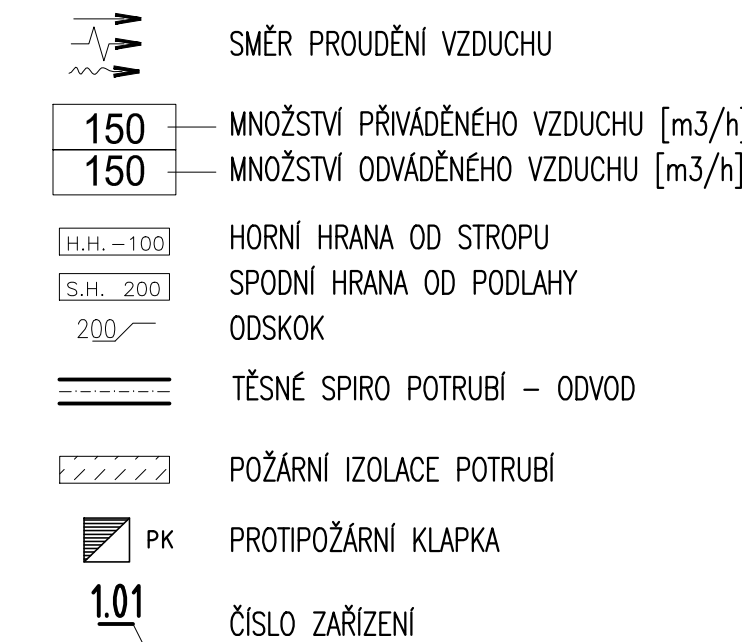 SMĚR PROUDĚNÍ VZDUCHU
150 MNOŽSTVÍ PŘIVÁDĚNÉHO VZDUCHU [m3/h]
150 MNOŽSTVÍ ODVÁDĚNÉHO VZDUCHU [m3/h]
H.H. -100 HORNÍ HRANA OD STROPU
S.H. 200 SPODNÍ HRANA OD PODLAHY
200 ODSKOK
TĚSNÉ SPIRO POTRUBÍ – ODVOD
POŽÁRNÍ IZOLACE POTRUBÍ
PK PROTIPOŽÁRNÍ KLAPKA
1.01 ČÍSLO ZAŘÍZENÍ